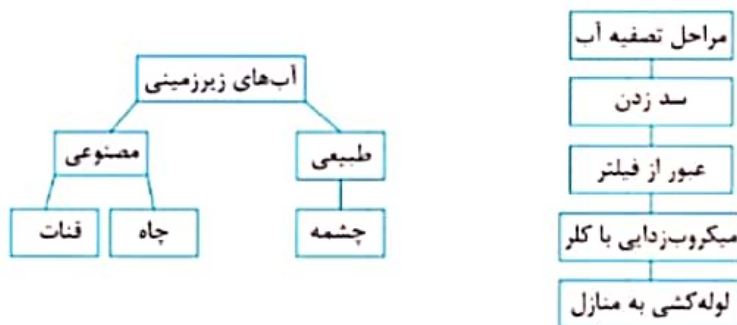 مراحل تصفیه آب
سد زدن
عبور از فیلتر
میکروب‌زدایی با کلر
لوله‌کشی به منازل
آب‌های زیرزمینی
طبیعی
مصنوعی
چشمه
چاه
قنات